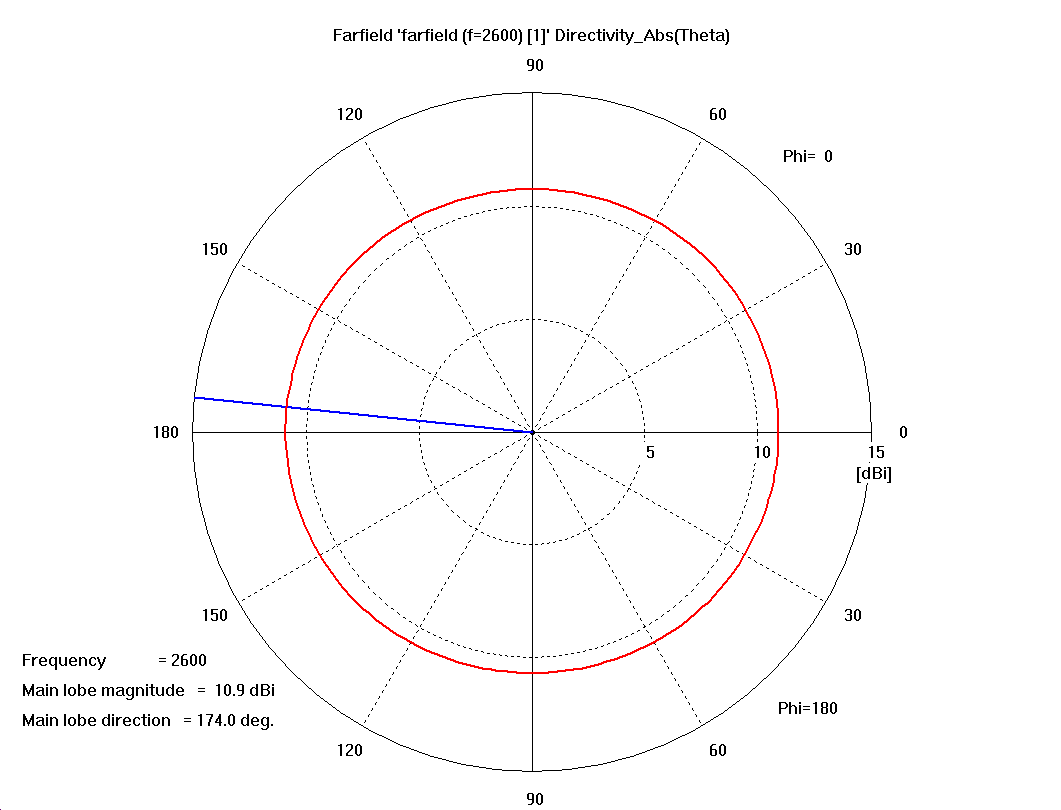 Farfield 'farfield (f=2600) [1]' Directivity_Abs(Theta)
90
120
60
Phi= 0
150
30
180
0
5
10
15
[dBi]
150
30
Frequency = 2600
Main lobe magnitude = 10.9 dBi
Main lobe direction = 174.0 deg.
Phi=180
120
60
90